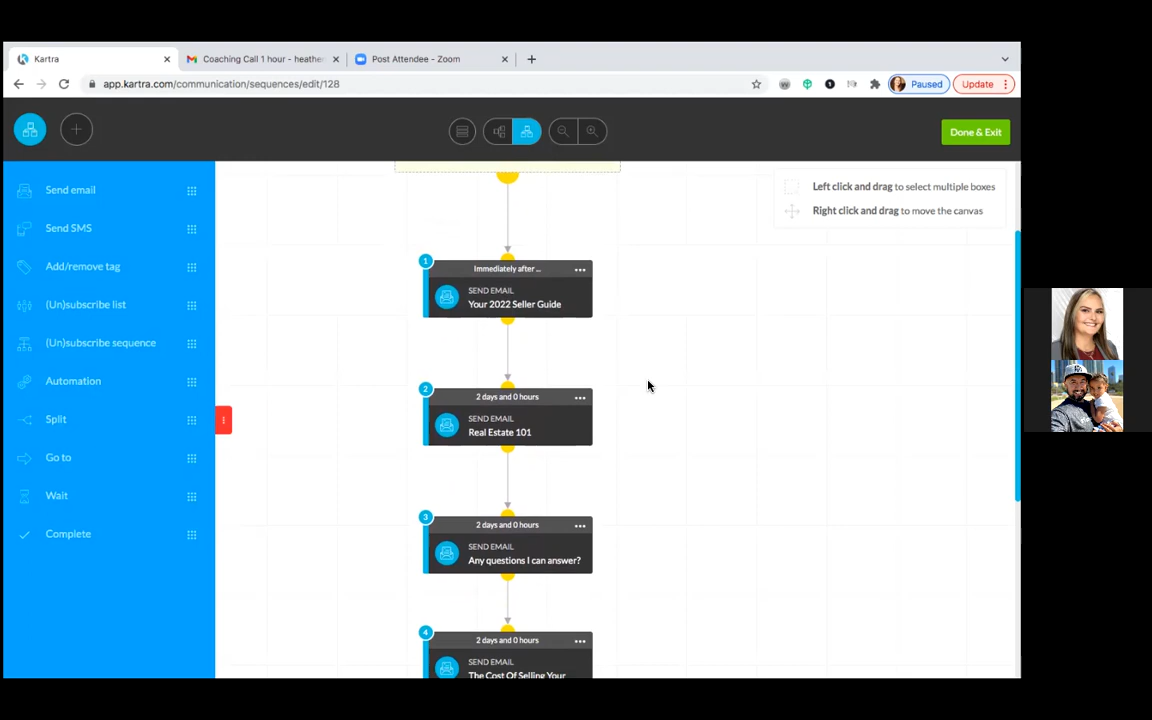 Kartra
Coaching Call 1 hour - heathe
Post Attendee - Zoom
app.kartra.com/communication/sequences/edit/128
Paused
Update
Done & Exit
Send email
Send SMS
Add/remove tag
(Un)subscribe list
(Un)subscribe sequence
Automation
Split
Go to
Wait
Complete
Left click and drag to select multiple boxes
Right click and drag to move the canvas
1
Immediately after ...
SEND EMAIL
Your 2022 Seller Guide
2
2 days and 0 hours
SEND EMAIL
Real Estate 101
3
2 days and 0 hours
SEND EMAIL
Any questions I can answer?
4
2 days and 0 hours
SEND EMAIL
The Cost Of Selling Your